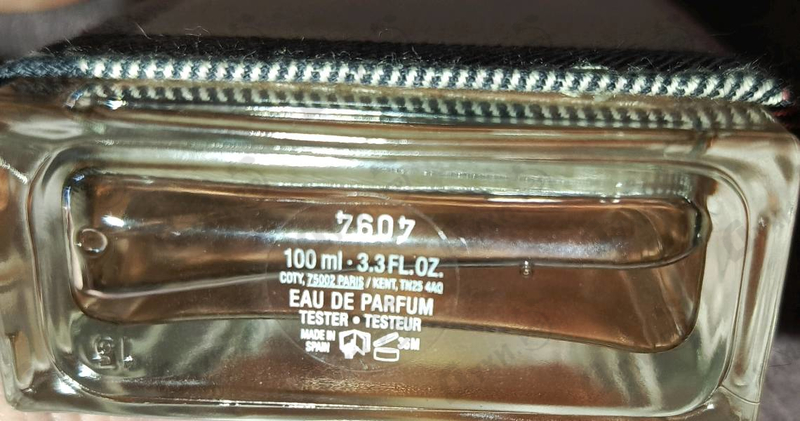 4094
100 ml · 3.3 FL.OZ.
COTY, 75002 PARIS / KENT, TN25 4AQ
EAU DE PARFUM
TESTER • TESTEUR
MADE IN
SPAIN
36M